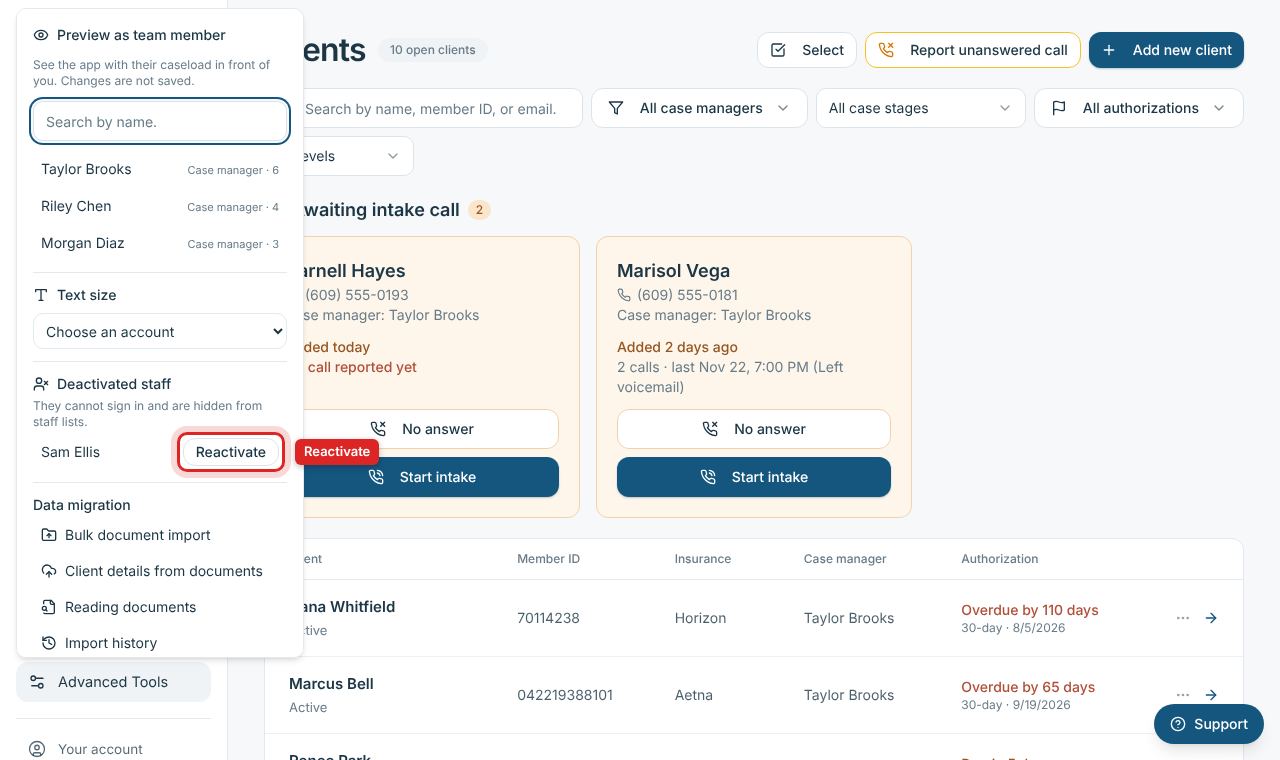 Preview as team member
See the app with their caseload in front of
you. Changes are not saved.
Search by name.
Taylor Brooks Case manager · 6
Riley Chen Case manager · 4
Morgan Diaz Case manager · 3
Text size
Choose an account
Deactivated staff
They cannot sign in and are hidden from
staff lists.
Sam Ellis Reactivate
Reactivate
Data migration
Bulk document import
Client details from documents
Reading documents
Import history
Advanced Tools
Your account
10 open clients
Select
Report unanswered call
Add new client
Search by name, member ID, or email.
All case managers
All case stages
All authorizations
intake call 2
Hayes
(609) 555-0193
manager: Taylor Brooks
today
call reported yet
No answer
Start intake
Marisol Vega
(609) 555-0181
Case manager: Taylor Brooks
Added 2 days ago
2 calls · last Nov 22, 7:00 PM (Left
voicemail)
No answer
Start intake
Member ID Insurance Case manager Authorization
Whitfield
70114238 Horizon Taylor Brooks
Overdue by 110 days
30-day · 8/5/2026
Marcus Bell
Active
042219388101 Aetna Taylor Brooks
Overdue by 65 days
30-day · 9/19/2026
Support